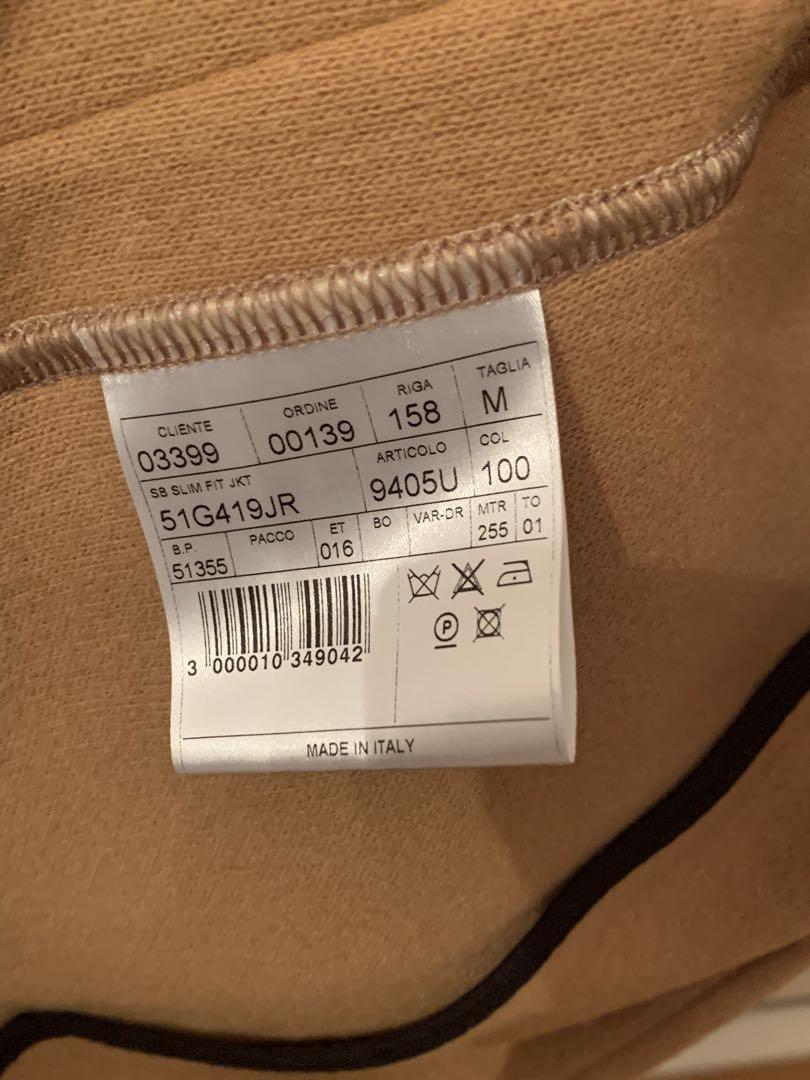 CLIENTE ORDINE RIGA TAGLIA
03399 00139 158 M
SB SLIM FIT JKT ARTICOLO COL
51G419JR 9405U 100
B.P. PACCO ET BO VAR-DR MTR TO
51355 016 255 01
3 000010 349042
P
MADE IN ITALY